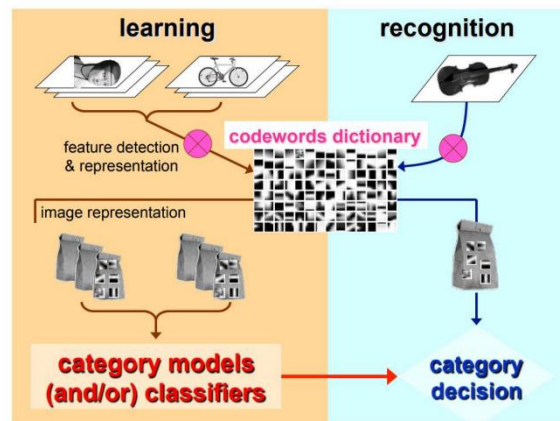 learning
recognition
codewords dictionary
feature detection
& representation
image representation
category models
(and/or) classifiers
category
decision